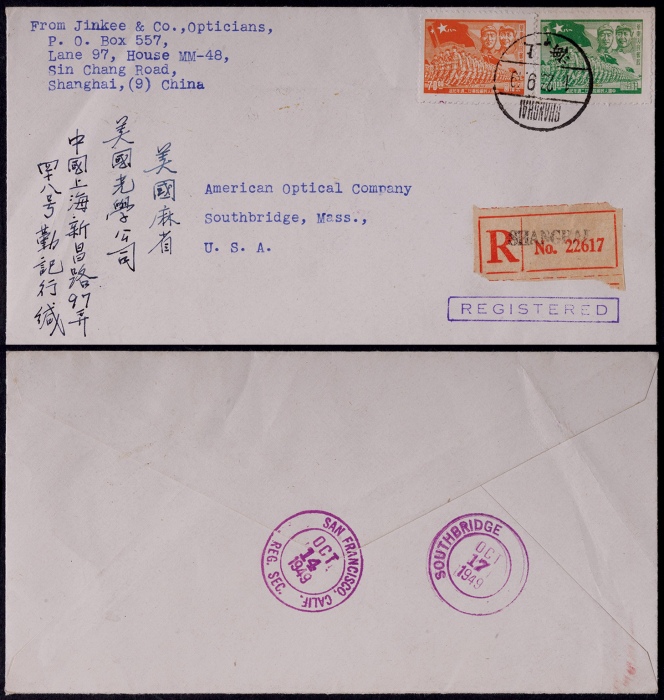 From Jinkee & Co.,Opticians,
P. O. Box 557,
Lane 97, House MM-48,
Sin Chang Road,
Shanghai,(9) China
美國麻省
美國光學公司
中國上海新昌路97弄
四八号勤記行緘
American Optical Company
Southbridge, Mass.,
U. S. A.
上海
SHANGHAI
R
SHANGHAI
No. 22617
REGISTERED
SAN FRANCISCO, CALIF.
OCT
14
1949
REG. SEC.
SOUTHBRIDGE
OCT
17
1949